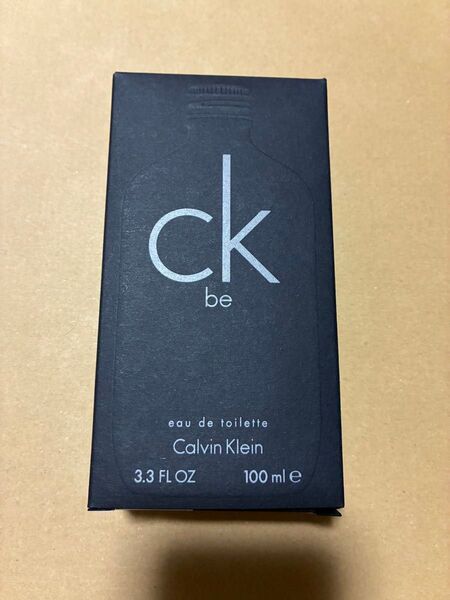 ck
be
eau de toilette
Calvin Klein
3.3 FL OZ 100 ml ℮